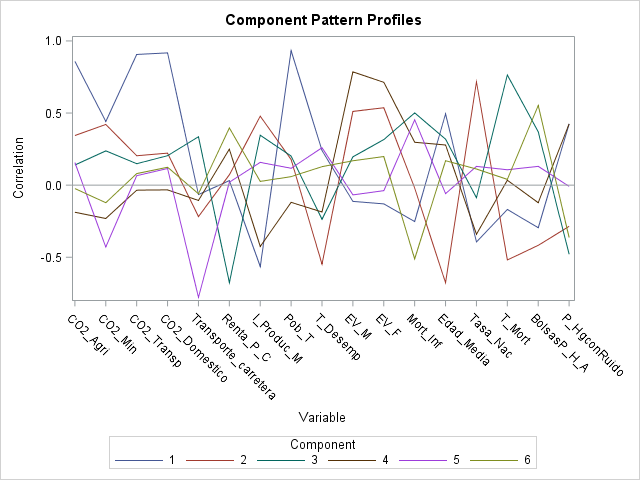 Component Pattern Profiles
1.0
0.5
0.0
-0.5
Correlation
CO2_Agri
CO2_Min
CO2_Transp
CO2_Domestico
Transporte_carretera
Renta_P_C
I_Produc_M
Pob_T
T_Desemp
EV_M
EV_F
Mort_Inf
Edad_Media
Tasa_Nac
T_Mort
BolsasP_H_A
P_HgconRuido
Variable
Component
1 2 3 4 5 6